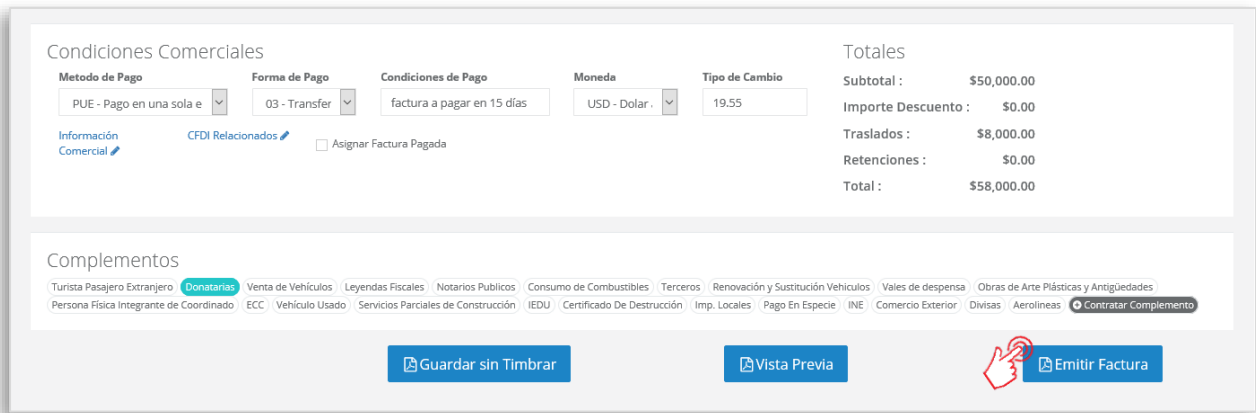 Condiciones Comerciales
Metodo de Pago
Forma de Pago
Condiciones de Pago
Moneda
Tipo de Cambio
PUE - Pago en una sola e
03 - Transfer
factura a pagar en 15 días
USD - Dolar
19.55
Información
Comercial
CFDI Relacionados
Asignar Factura Pagada
Totales
Subtotal : $50,000.00
Importe Descuento : $0.00
Traslados : $8,000.00
Retenciones : $0.00
Total : $58,000.00
Complementos
Turista Pasajero Extranjero Donatarias Venta de Vehículos Leyendas Fiscales Notarios Publicos Consumo de Combustibles Terceros Renovación y Sustitución Vehiculos Vales de despensa Obras de Arte Plásticas y Antigüedades
Persona Física Integrante de Coordinado ECC Vehículo Usado Servicios Parciales de Construcción IEDU Certificado De Destrucción Imp. Locales Pago En Especie INE Comercio Exterior Divisas Aerolineas Contratar Complemento
Guardar sin Timbrar Vista Previa Emitir Factura